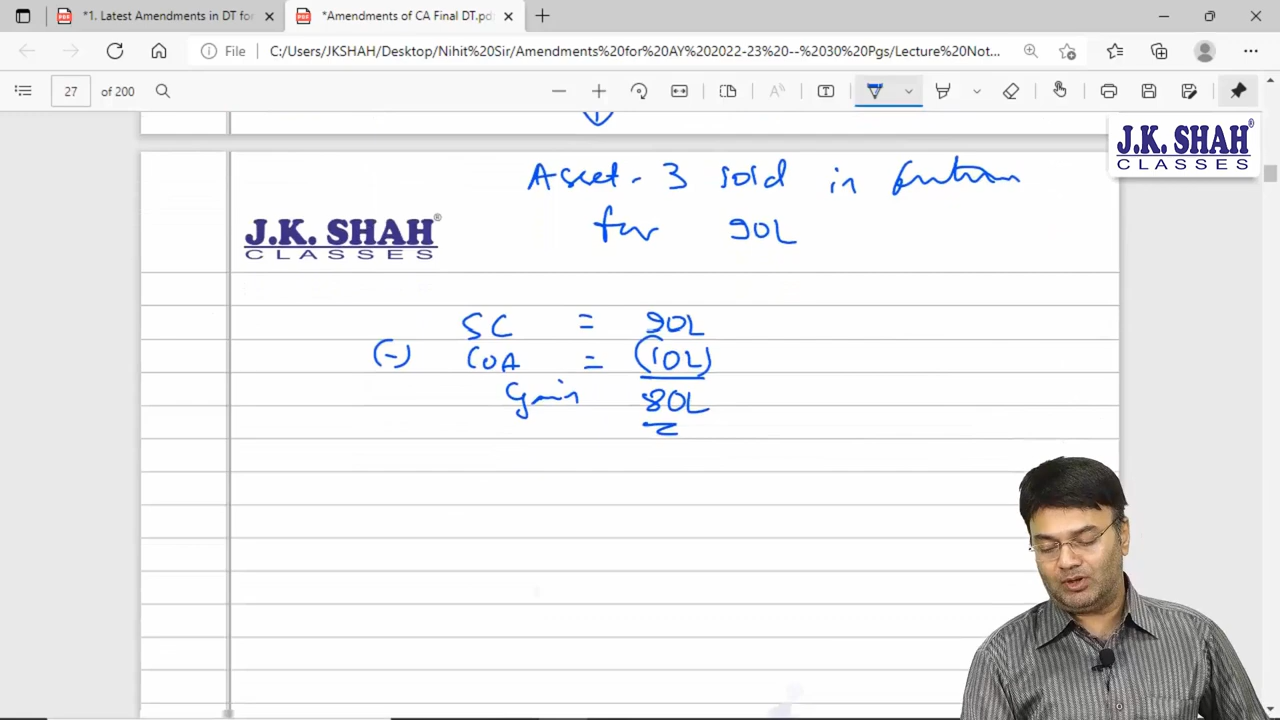 *1. Latest Amendments in DT for
*Amendments of CA Final DT.pd
File
C:/Users/JKSHAH/Desktop/Nihit%20Sir/Amendments%20for%20AY%202022-23%20--%2030%20Pgs/Lecture%20Not...
27 of 200
J.K. SHAH®
CLASSES
Asset - 3 sold in future
for 90L
J.K. SHAH®
CLASSES
SC = 90L
(-) COA = (10L)
Gain 80L